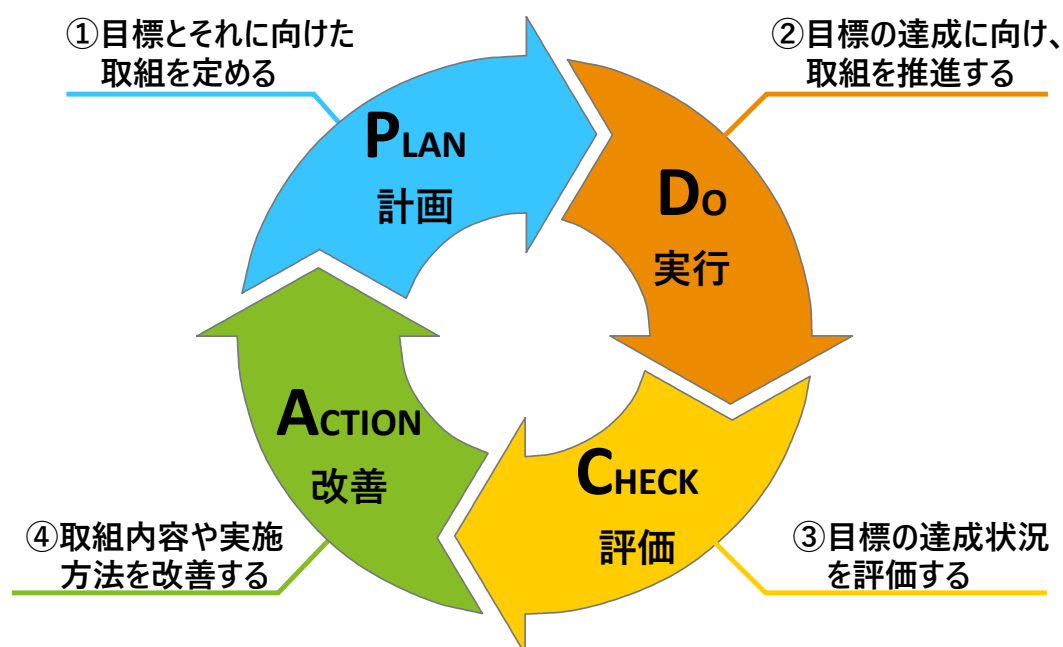 ①目標とそれに向けた
取組を定める
②目標の達成に向け、
取組を推進する
PLAN
計画
DO
実行
CHECK
評価
ACTION
改善
③目標の達成状況
を評価する
④取組内容や実施
方法を改善する